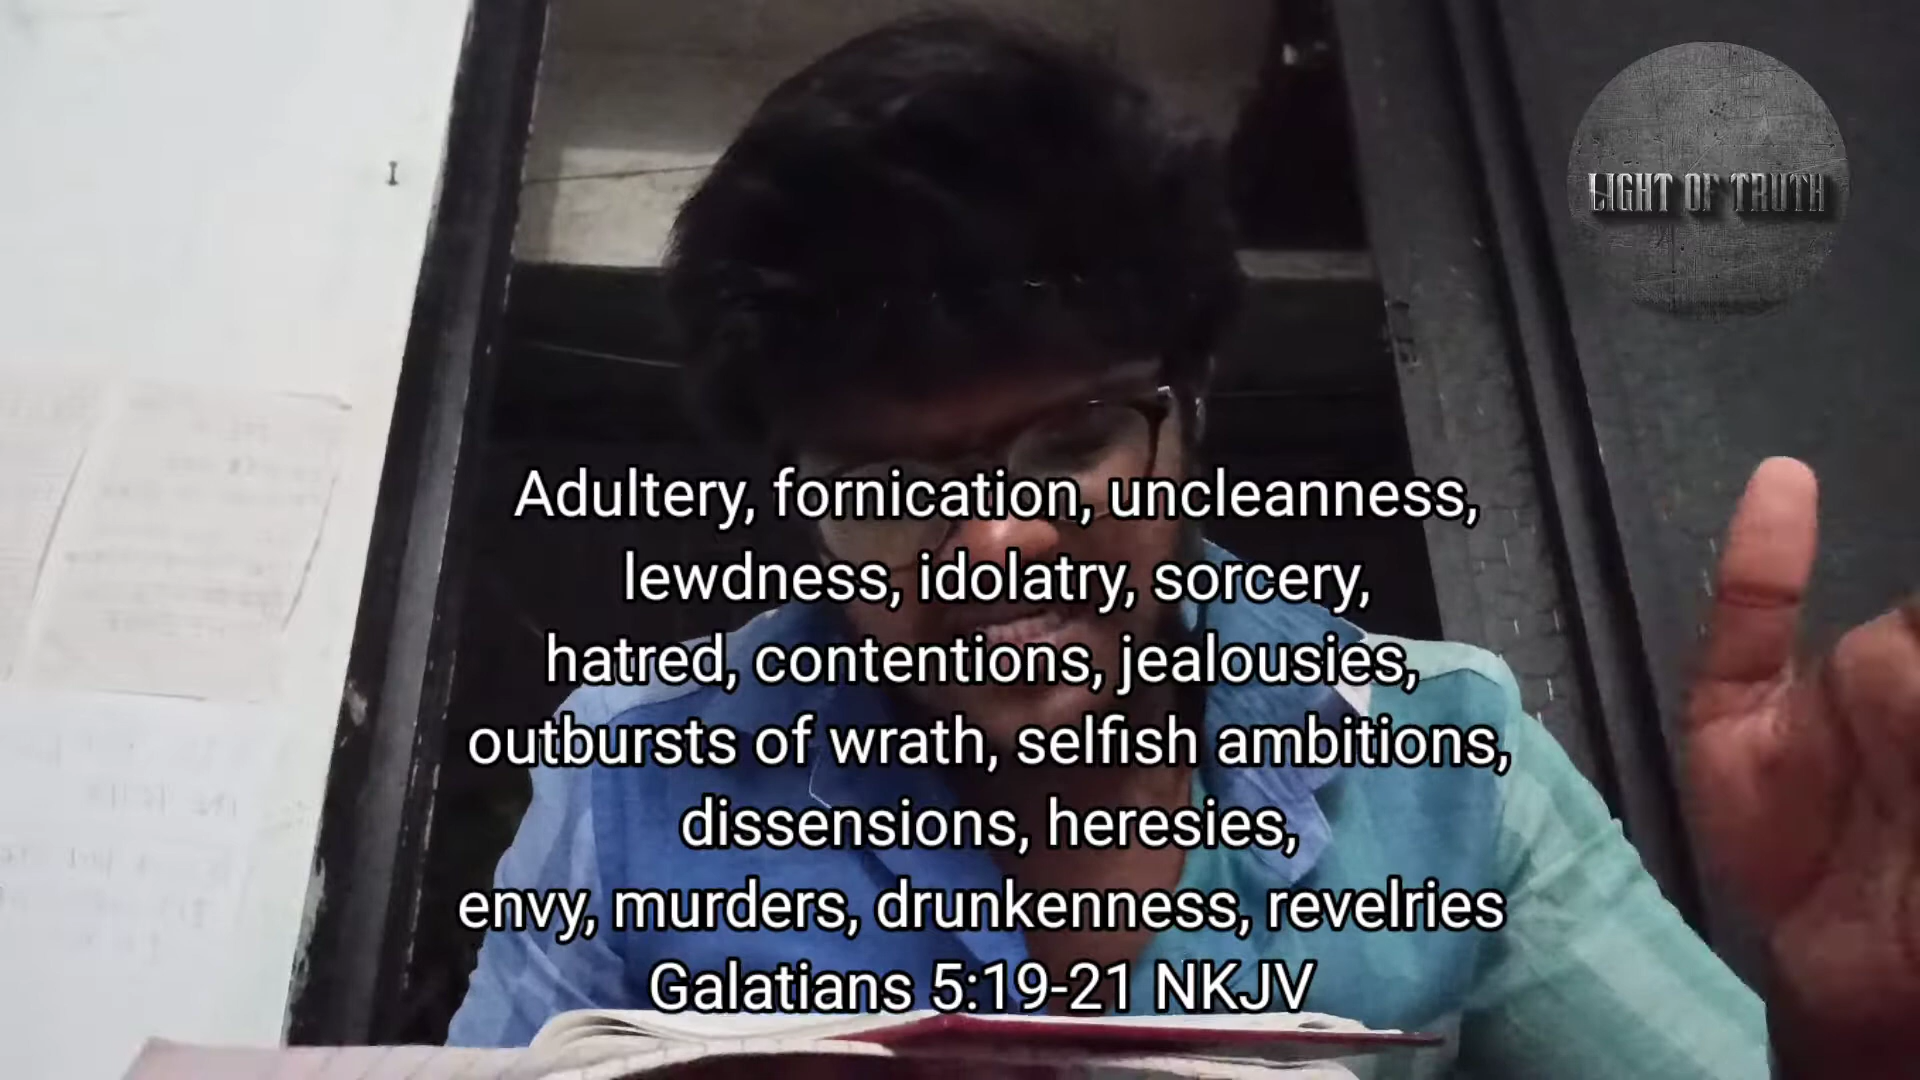 LIGHT OF TRUTH
Adultery, fornication, uncleanness,
lewdness, idolatry, sorcery,
hatred, contentions, jealousies,
outbursts of wrath, selfish ambitions,
dissensions, heresies,
envy, murders, drunkenness, revelries
Galatians 5:19-21 NKJV